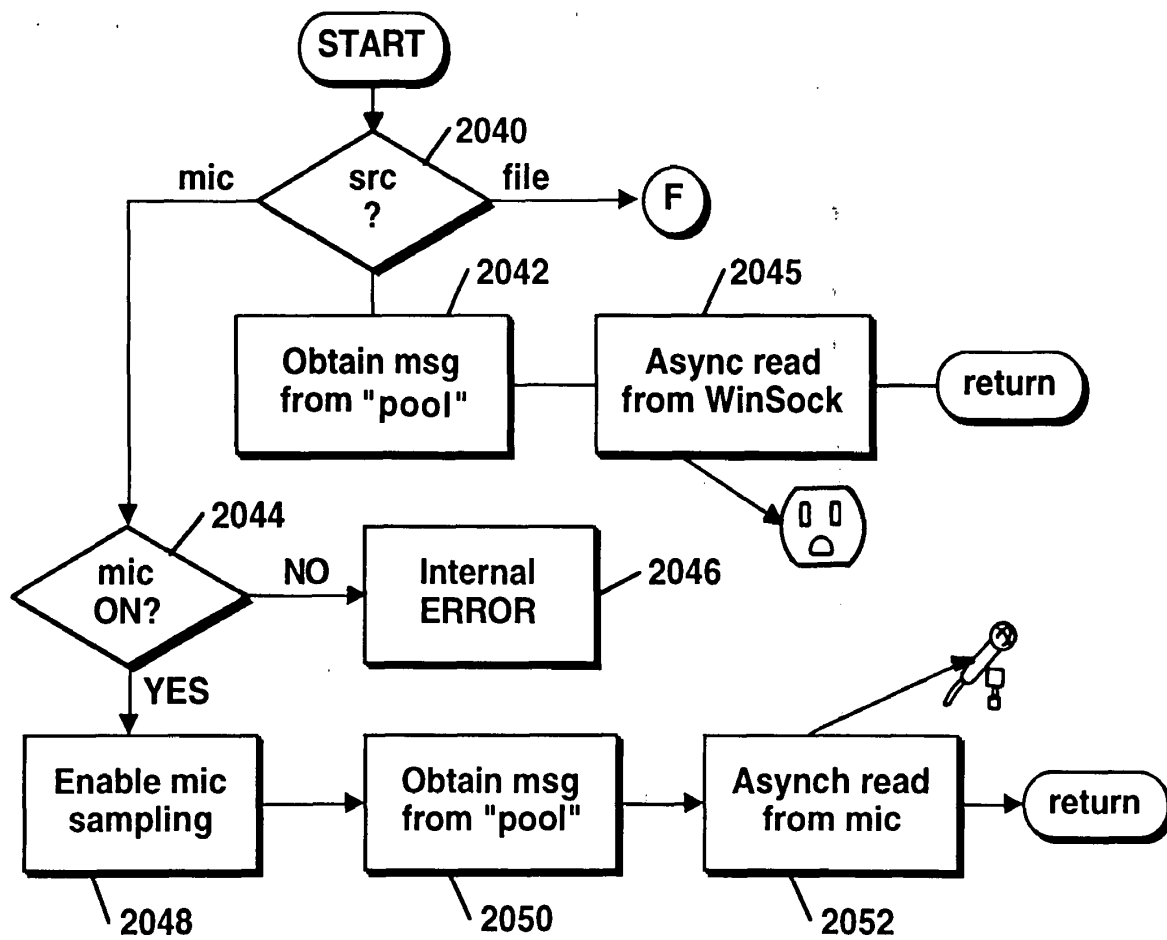 START
2040
mic
src
?
file
F
2042
2045
Obtain msg
from "pool"
Async read
from WinSock
return
2044
mic
ON?
NO
Internal
ERROR
2046
YES
Enable mic
sampling
Obtain msg
from "pool"
Asynch read
from mic
return
2048
2050
2052